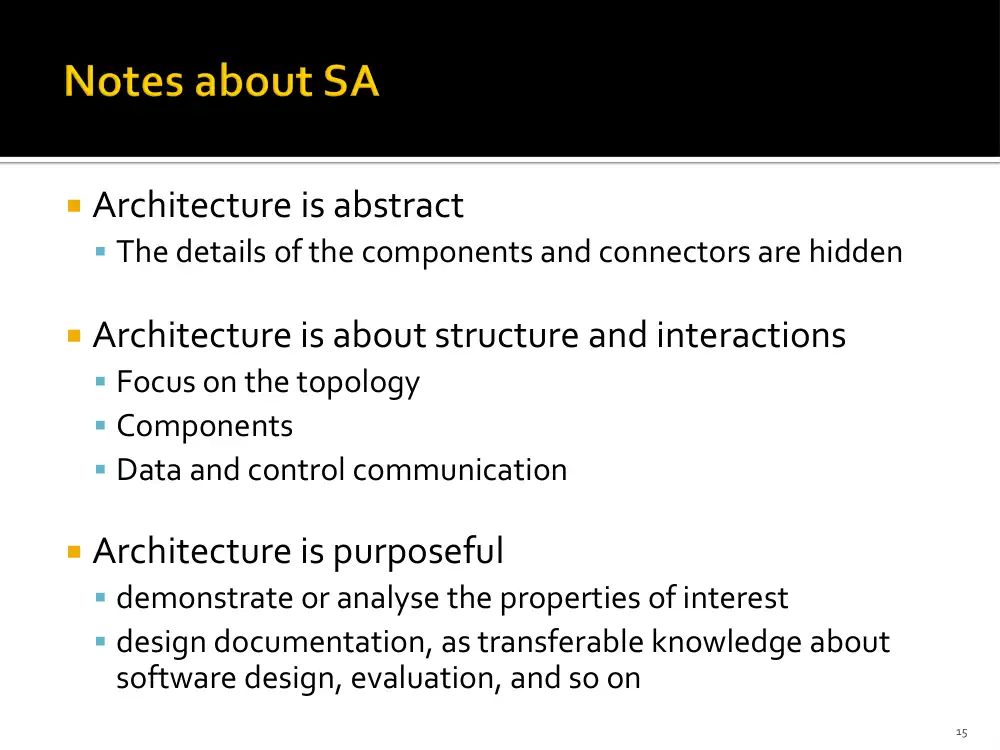 Notes about SA
Architecture is abstract
The details of the components and connectors are hidden
Architecture is about structure and interactions
Focus on the topology
Components
Data and control communication
Architecture is purposeful
demonstrate or analyse the properties of interest
design documentation, as transferable knowledge about
software design, evaluation, and so on
15